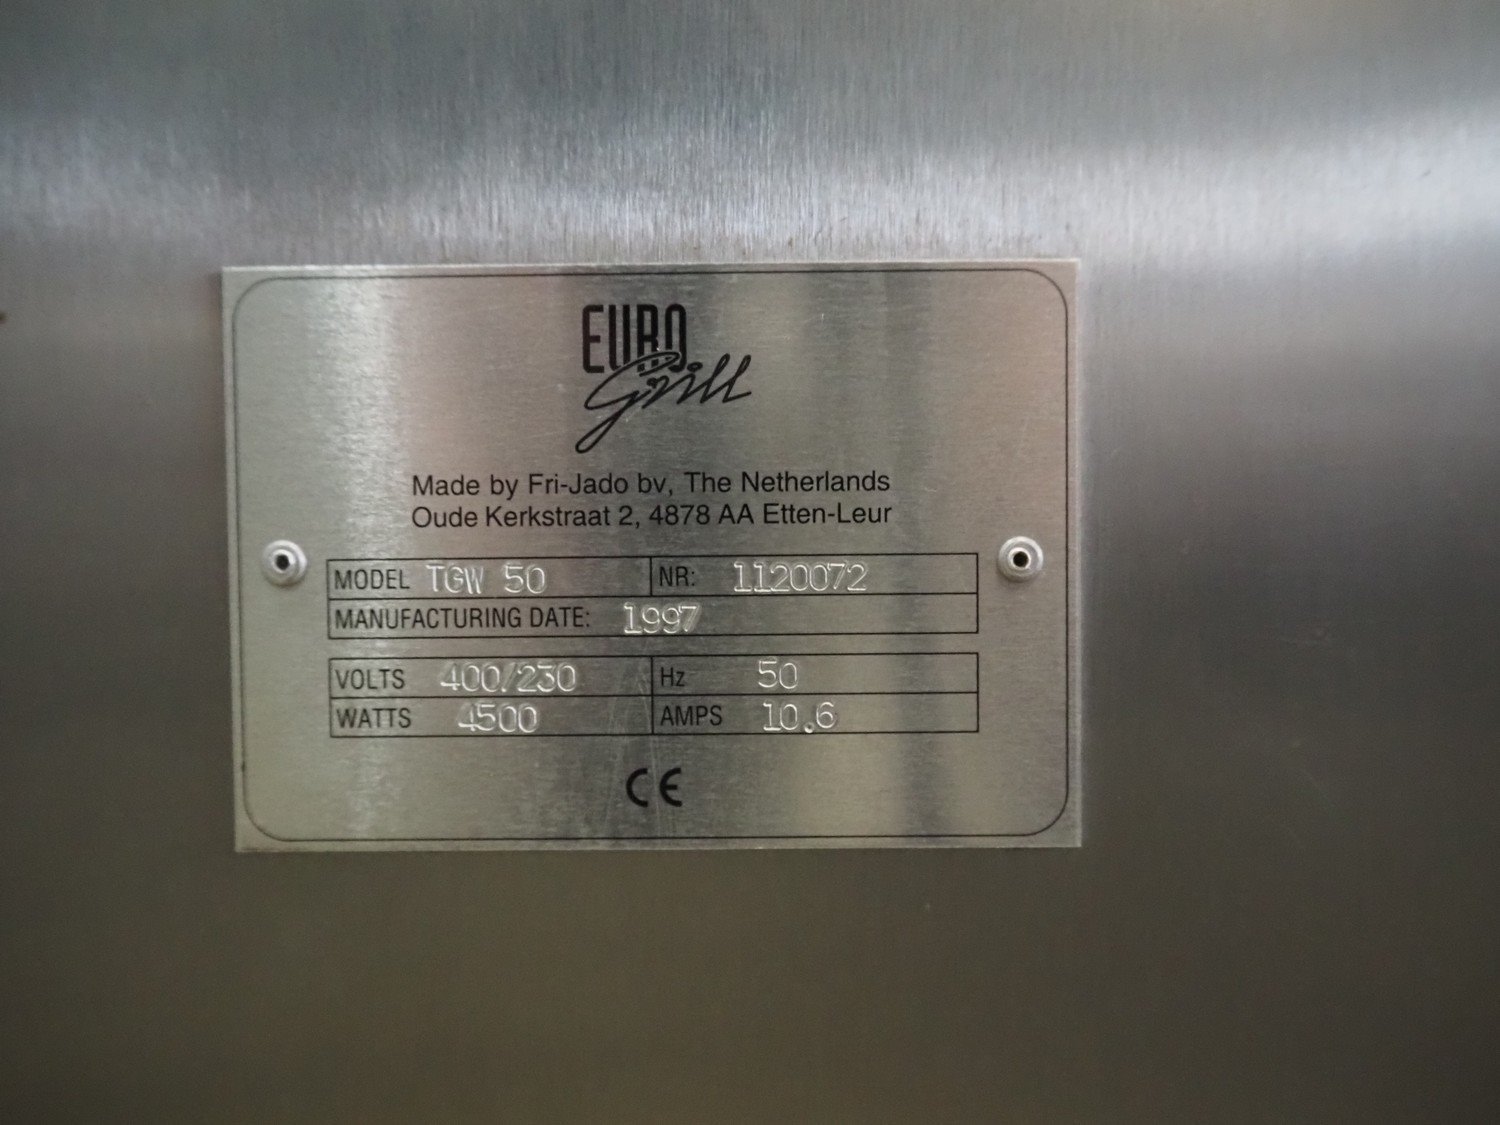 EURO
Grill
Made by Fri-Jado bv, The Netherlands
Oude Kerkstraat 2, 4878 AA Etten-Leur
MODEL TGW 50 NR: 1120072
MANUFACTURING DATE: 1997
VOLTS 400/230 Hz 50
WATTS 4500 AMPS 10.6
CE